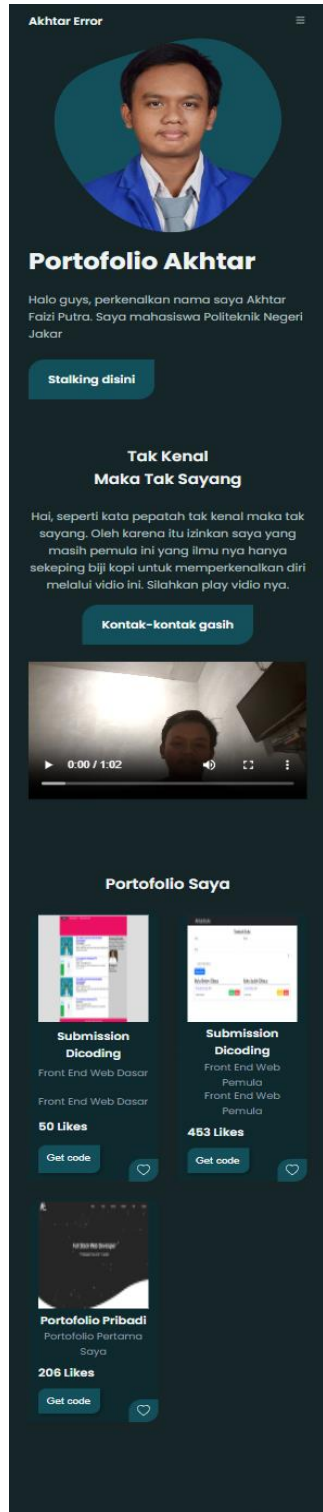 Akhtar Error
Portofolio Akhtar
Halo guys, perkenalkan nama saya Akhtar
Faizi Putra. Saya mahasiswa Politeknik Negeri
Jakar
Stalking disini
Tak Kenal
Maka Tak Sayang
Hai, seperti kata pepatah tak kenal maka tak
sayang. Oleh karena itu izinkan saya yang
masih pemula ini yang ilmu nya hanya
sekeping biji kopi untuk memperkenalkan diri
melalui vidio ini. Silahkan play vidio nya.
Kontak-kontak gasih
0:00 / 1:02
Portofolio Saya
Submission
Dicoding
Front End Web Dasar
Front End Web Dasar
50 Likes
Get code
Submission
Dicoding
Front End Web
Pemula
Front End Web
Pemula
453 Likes
Get code
Full Stack Web Developer
Portofolio Pribadi
Portofolio Pertama
Saya
206 Likes
Get code